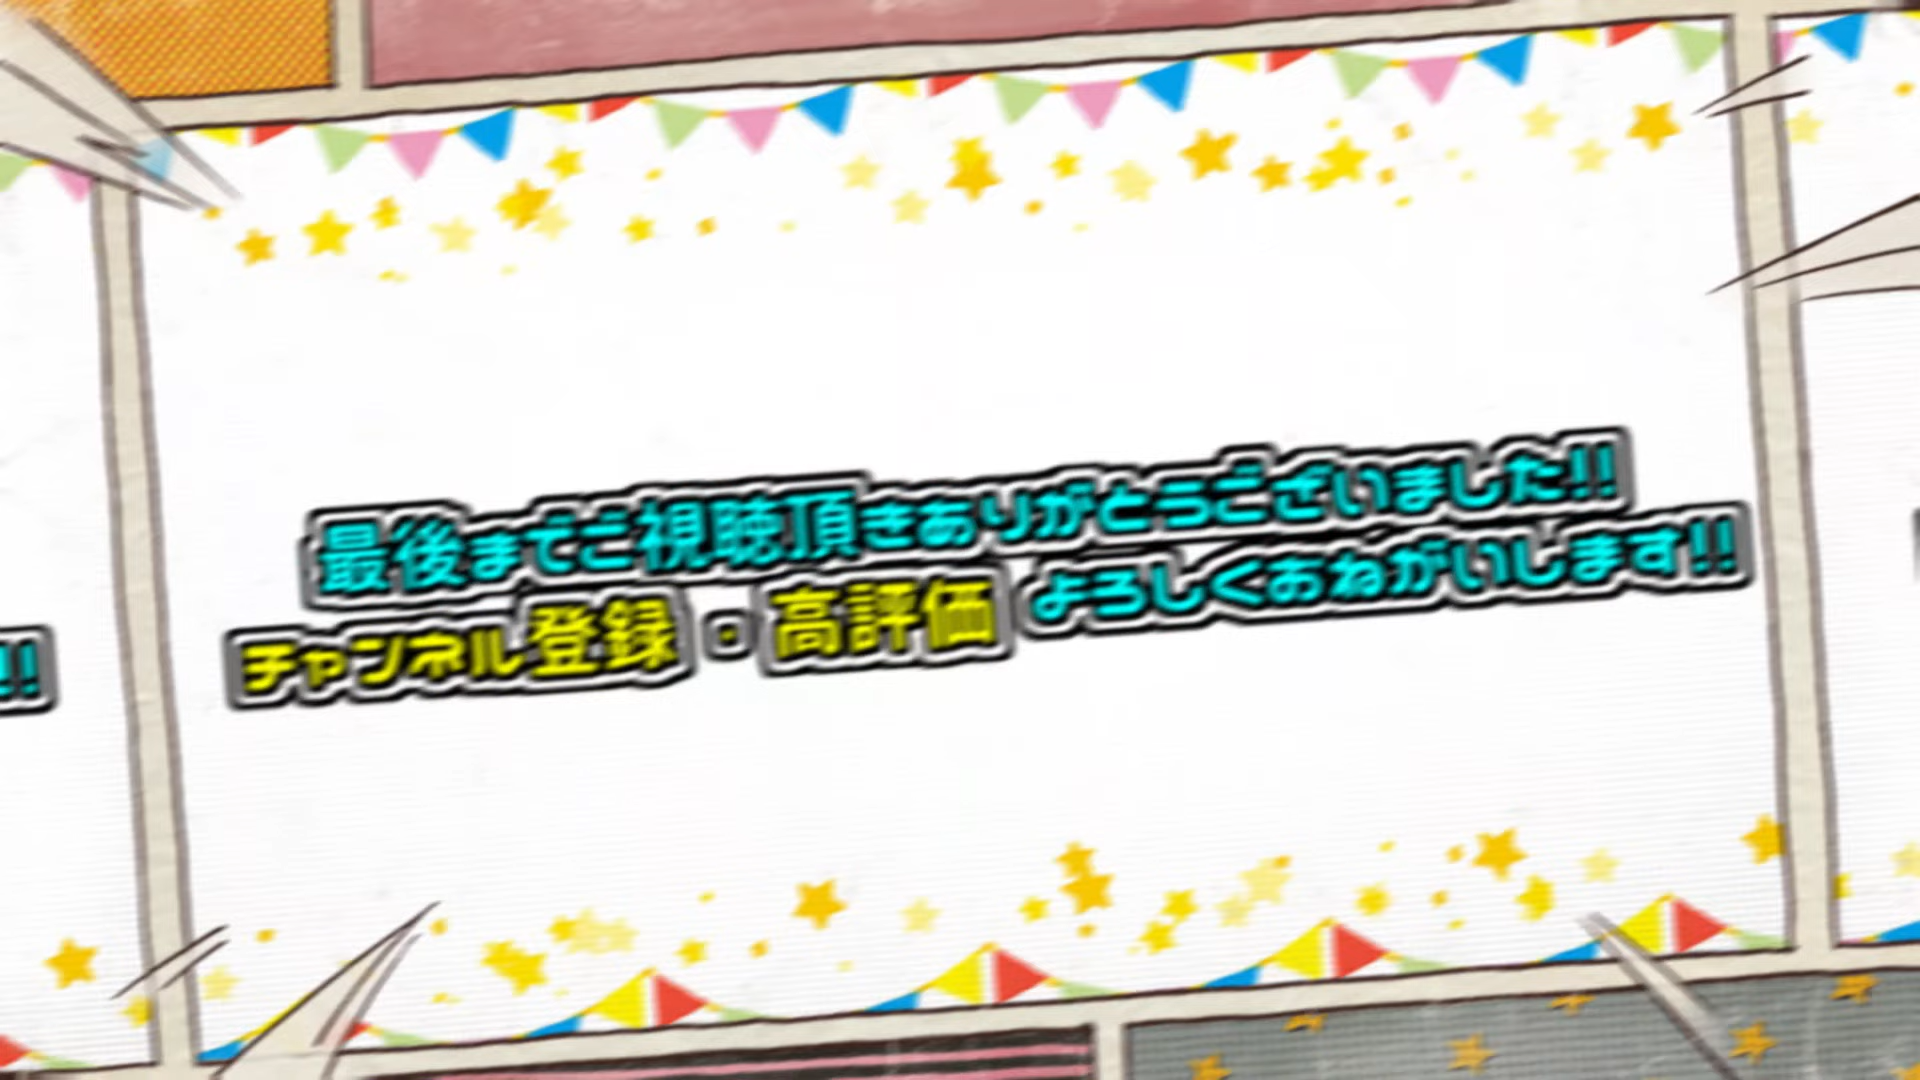 最後までご視聴頂きありがとうございました!!
チャンネル登録・高評価 よろしくおねがいします!!
!!